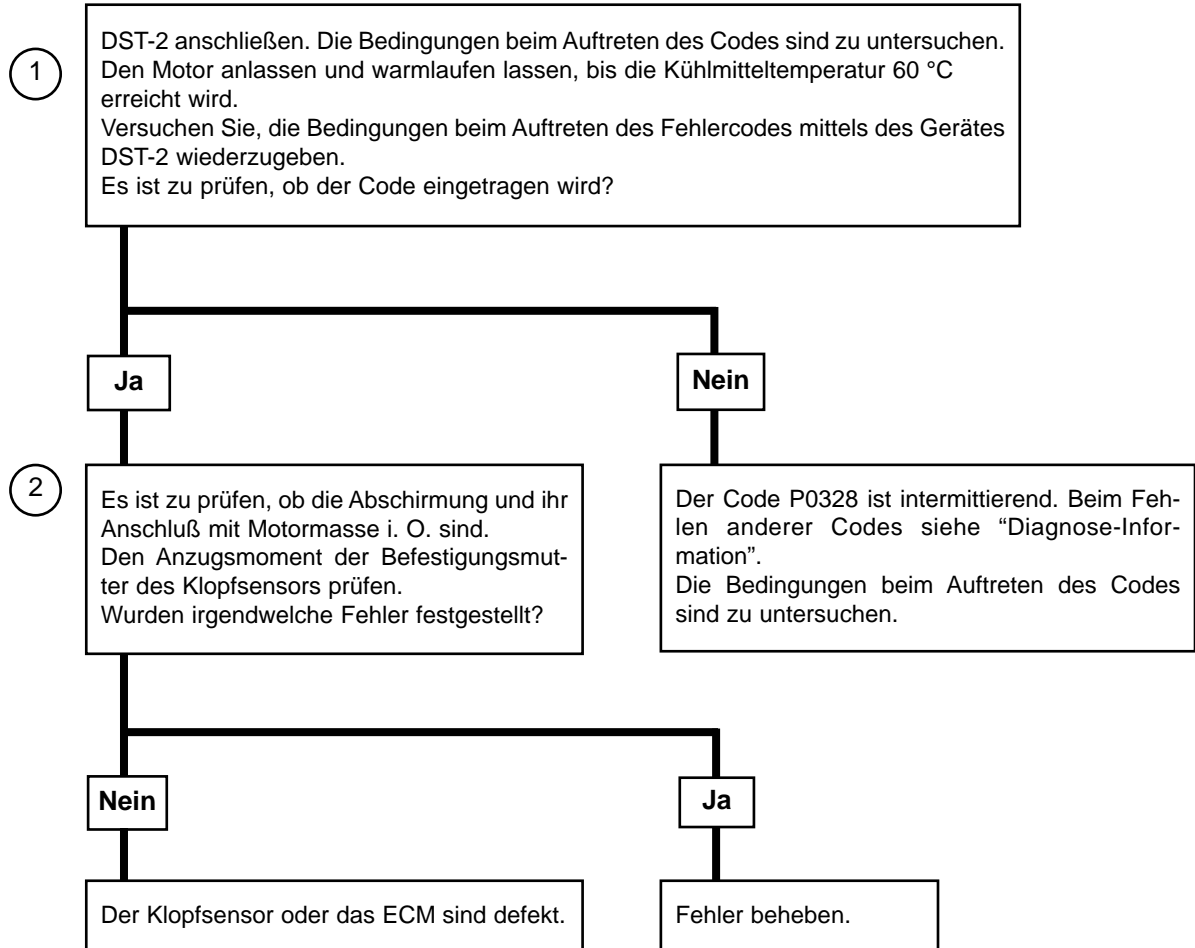 1
DST-2 anschließen. Die Bedingungen beim Auftreten des Codes sind zu untersuchen.
Den Motor anlassen und warmlaufen lassen, bis die Kühlmitteltemperatur 60 °C
erreicht wird.
Versuchen Sie, die Bedingungen beim Auftreten des Fehlercodes mittels des Gerätes
DST-2 wiederzugeben.
Es ist zu prüfen, ob der Code eingetragen wird?
Ja
Nein
2
Es ist zu prüfen, ob die Abschirmung und ihr
Anschluß mit Motormasse i. O. sind.
Den Anzugsmoment der Befestigungsmut-
ter des Klopfsensors prüfen.
Wurden irgendwelche Fehler festgestellt?
Der Code P0328 ist intermittierend. Beim Feh-
len anderer Codes siehe “Diagnose-Infor-
mation”.
Die Bedingungen beim Auftreten des Codes
sind zu untersuchen.
Nein
Ja
Der Klopfsensor oder das ECM sind defekt.
Fehler beheben.